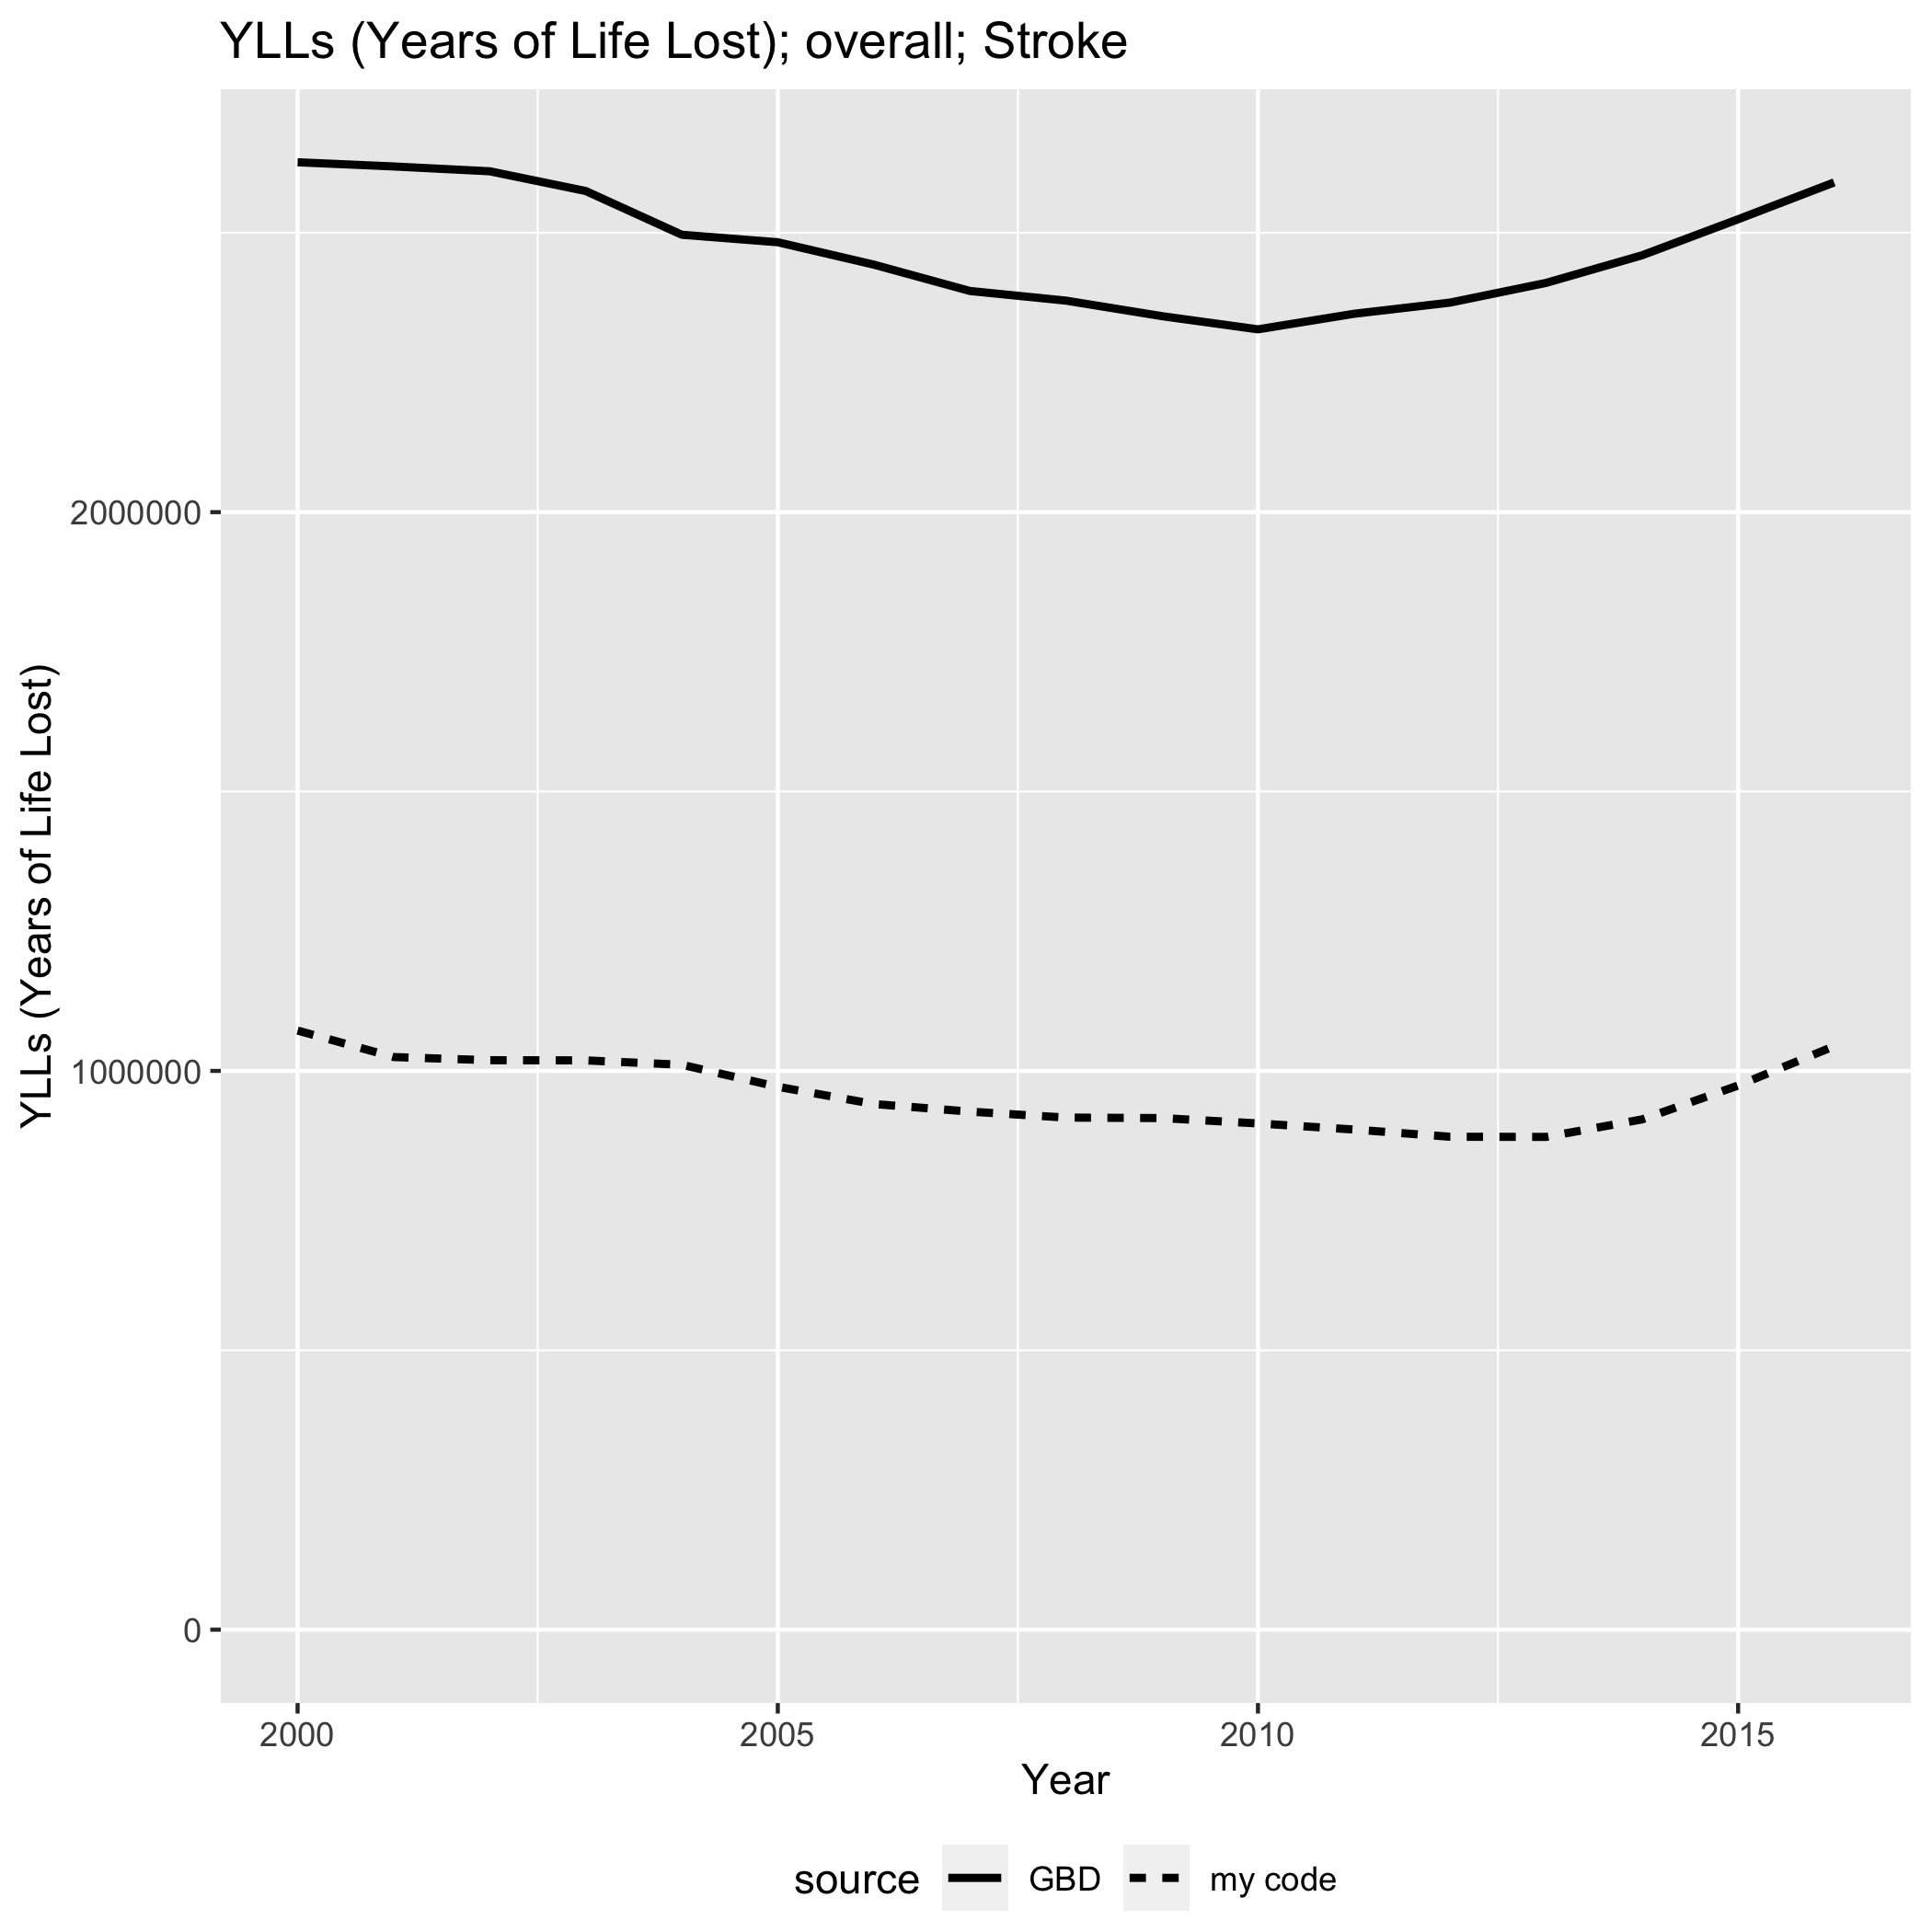 YLLs (Years of Life Lost); overall; Stroke
YLLs (Years of Life Lost)
2000000
1000000
0
2000 2005 2010 2015
Year
source GBD my code